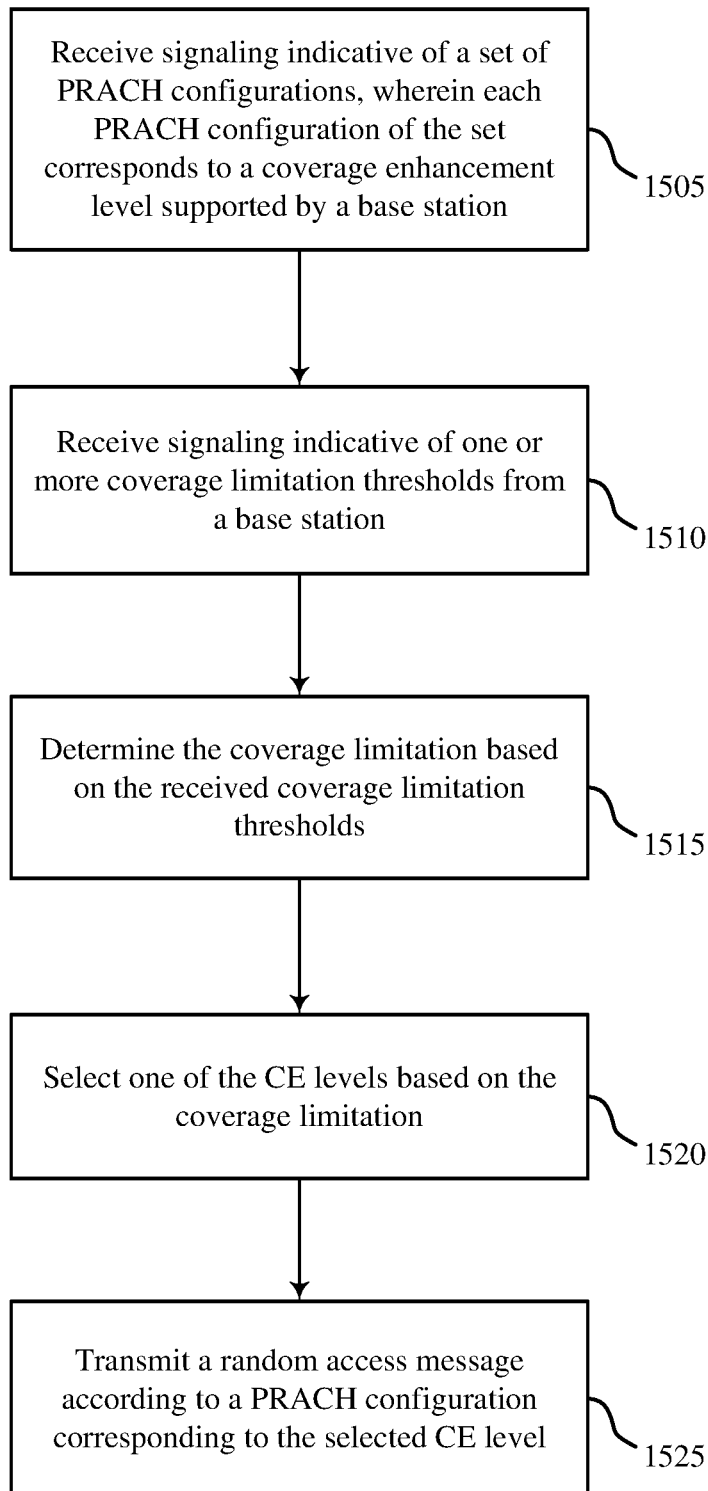 Receive signaling indicative of a set of
PRACH configurations, wherein each
PRACH configuration of the set
corresponds to a coverage enhancement
level supported by a base station
1505
Receive signaling indicative of one or
more coverage limitation thresholds from
a base station
1510
Determine the coverage limitation based
on the received coverage limitation
thresholds
1515
Select one of the CE levels based on the
coverage limitation
1520
Transmit a random access message
according to a PRACH configuration
corresponding to the selected CE level
1525